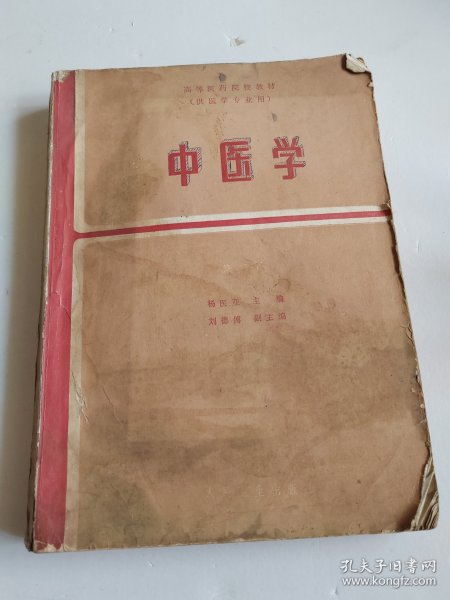 高等医药院校教材
（供医学专业用）
中医学
杨医亚 主编
刘德傅 副主编
孔夫子旧书网
www.kongfz.com